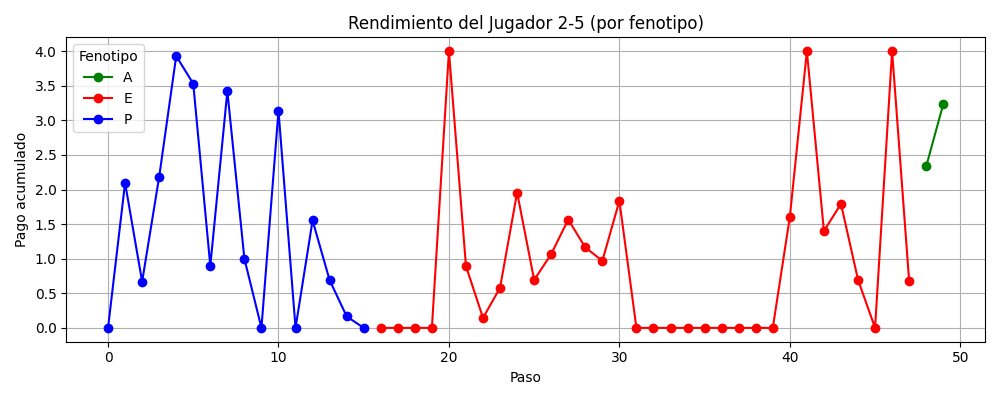 Rendimiento del Jugador 2-5 (por fenotipo)
Fenotipo
A
E
P
Pago acumulado
4.0
3.5
3.0
2.5
2.0
1.5
1.0
0.5
0.0
0 10 20 30 40 50
Paso